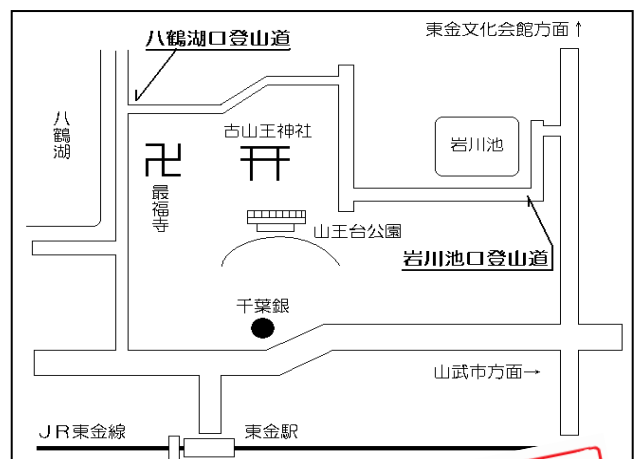 八鶴湖口登山道
東金文化会館方面↑
八鶴湖
古山王神社
岩川池
最福寺
山王台公園
岩川池口登山道
千葉銀
山武市方面→
JR東金線
東金駅